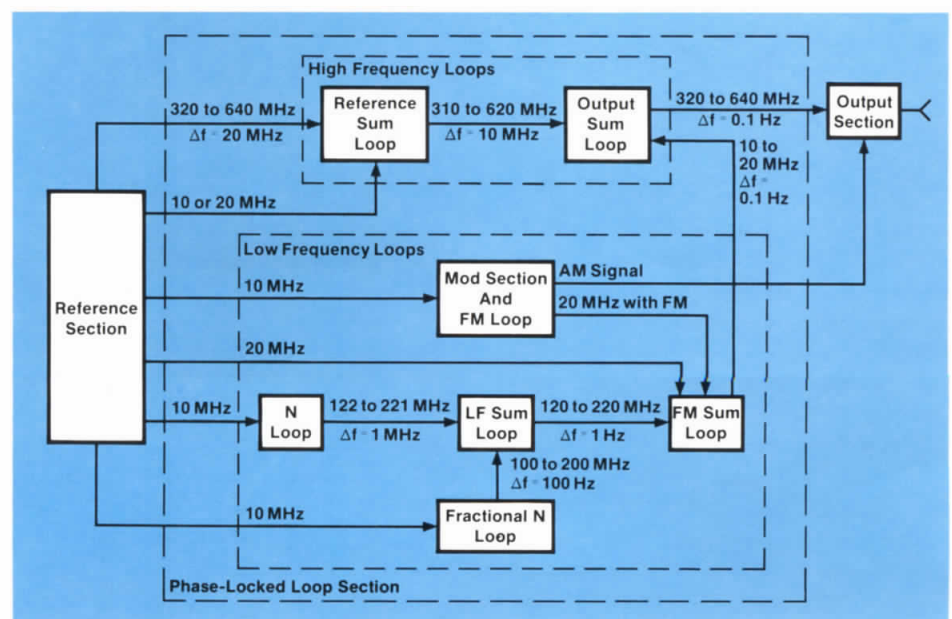 High Frequency Loops
320 to 640 MHz
Δf = 20 MHz
Reference
Sum
Loop
310 to 620 MHz
Δf = 10 MHz
Output
Sum
Loop
320 to 640 MHz
Δf = 0.1 Hz
Output
Section
10 to
20 MHz
Δf =
0.1 Hz
10 or 20 MHz
Reference
Section
Low Frequency Loops
10 MHz
Mod Section
And
FM Loop
AM Signal
20 MHz with FM
20 MHz
10 MHz
N
Loop
122 to 221 MHz
Δf = 1 MHz
LF Sum
Loop
120 to 220 MHz
Δf = 1 Hz
FM Sum
Loop
100 to 200 MHz
Δf = 100 Hz
10 MHz
Fractional N
Loop
Phase-Locked Loop Section